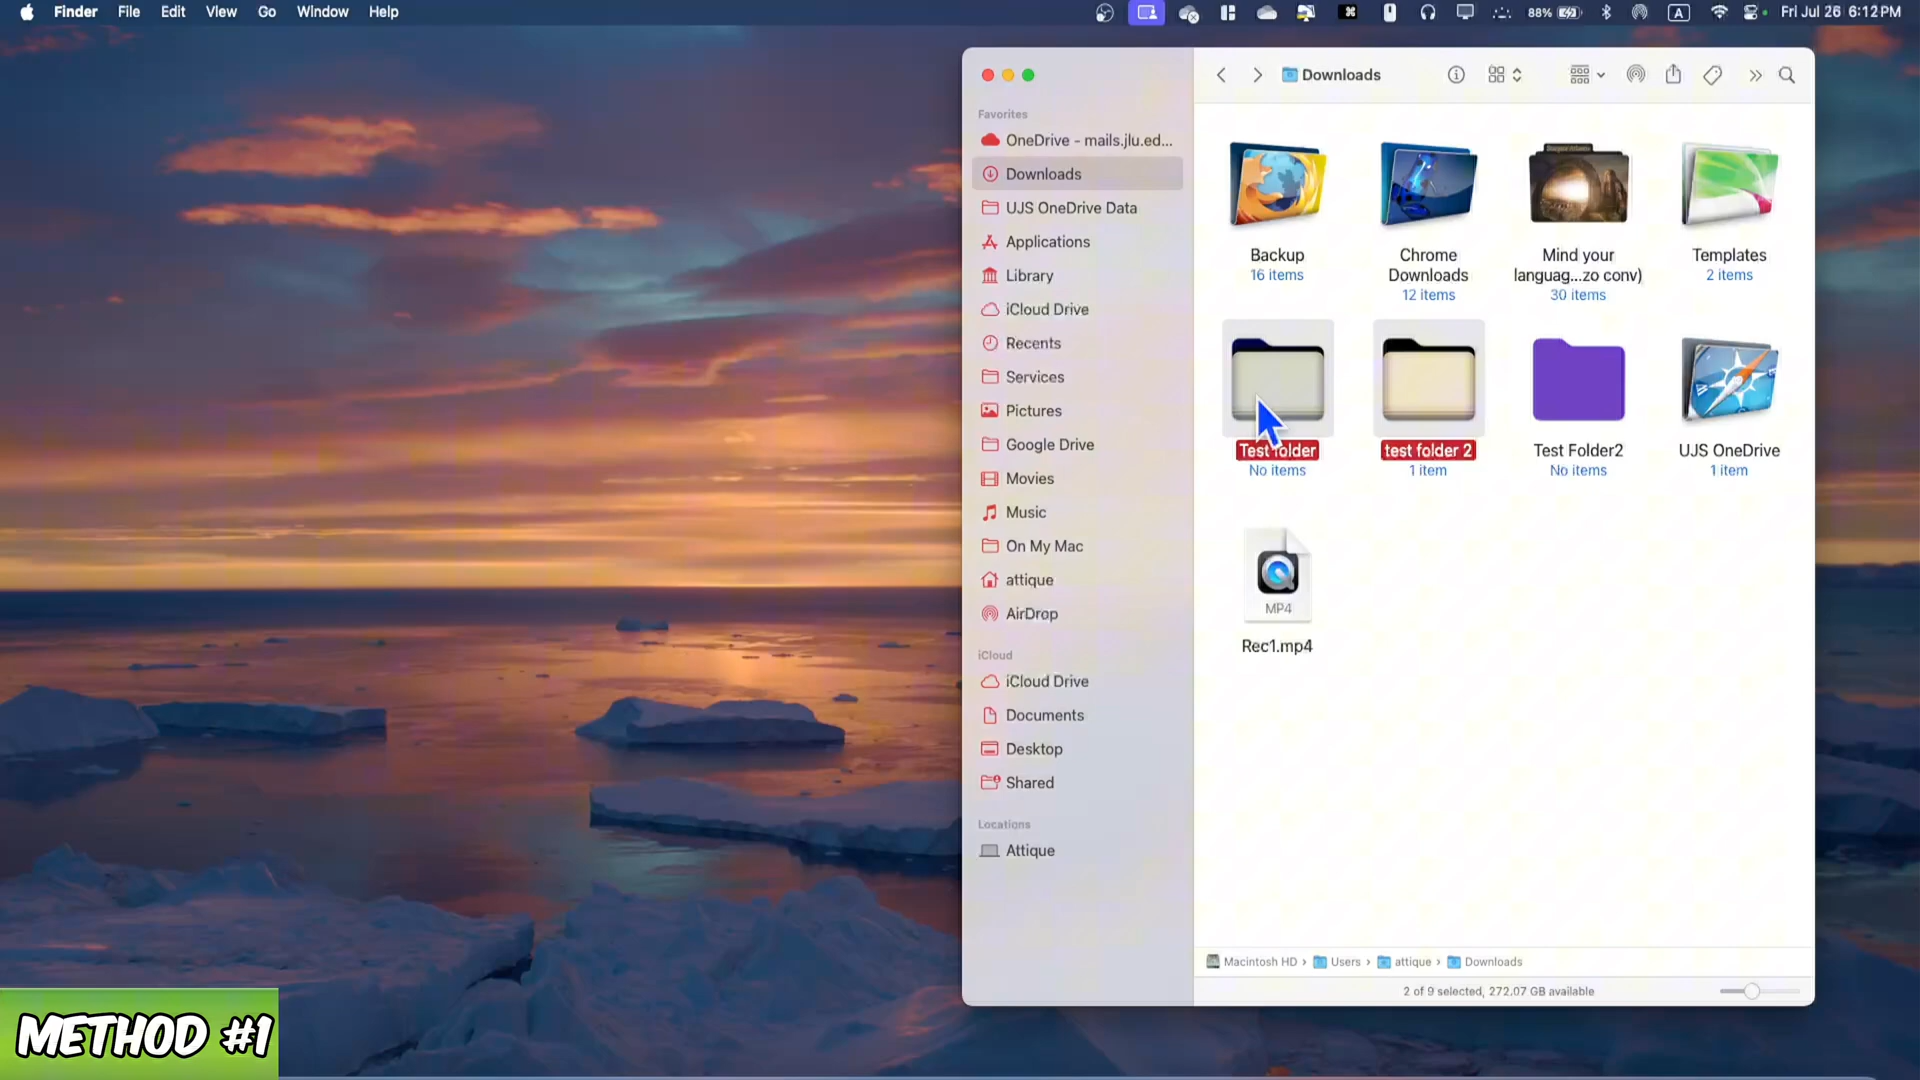 Finder File Edit View Go Window Help
88% A Fri Jul 26 6:12 PM
Downloads
Favorites
OneDrive - mails.jlu.ed...
Downloads
UJS OneDrive Data
Applications
Library
iCloud Drive
Recents
Services
Pictures
Google Drive
Movies
Music
On My Mac
attique
AirDrop
iCloud
iCloud Drive
Documents
Desktop
Shared
Locations
Attique
Backup
16 items
Chrome
Downloads
12 items
Mind your
languag...zo conv)
30 items
Templates
2 items
Test folder
No items
test folder 2
1 item
Test Folder2
No items
UJS OneDrive
1 item
MP4
Rec1.mp4
Macintosh HD › Users › attique › Downloads
2 of 9 selected, 272.07 GB available
METHOD #1